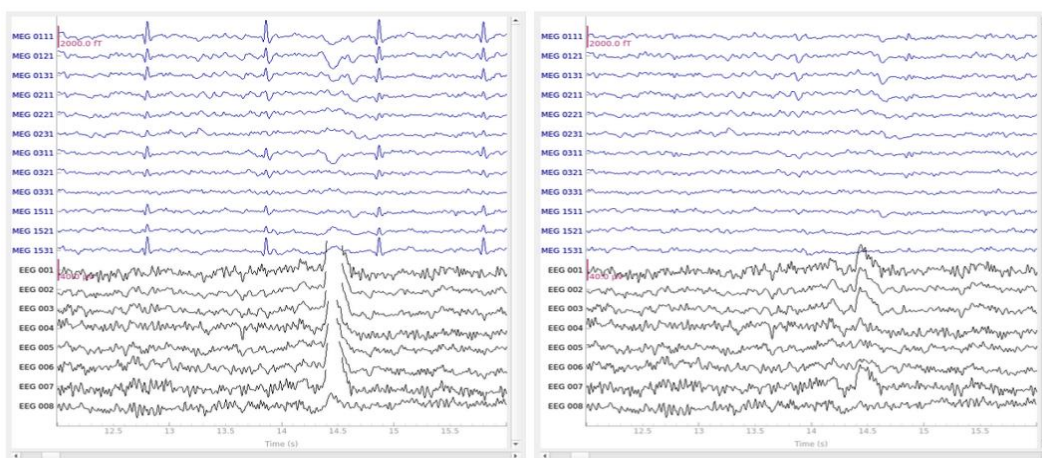 MEG 0111
2000.0 fT
MEG 0121
MEG 0131
MEG 0211
MEG 0221
MEG 0231
MEG 0311
MEG 0321
MEG 0331
MEG 1511
MEG 1521
MEG 1531
EEG 001
EEG 002
EEG 003
EEG 004
EEG 005
EEG 006
EEG 007
EEG 008
12.5 13 13.5 14 14.5 15 15.5
Time (s)
MEG 0111
2000.0 fT
MEG 0121
MEG 0131
MEG 0211
MEG 0221
MEG 0231
MEG 0311
MEG 0321
MEG 0331
MEG 1511
MEG 1521
MEG 1531
EEG 001
EEG 002
EEG 003
EEG 004
EEG 005
EEG 006
EEG 007
EEG 008
12.5 13 13.5 14 14.5 15 15.5
Time (s)